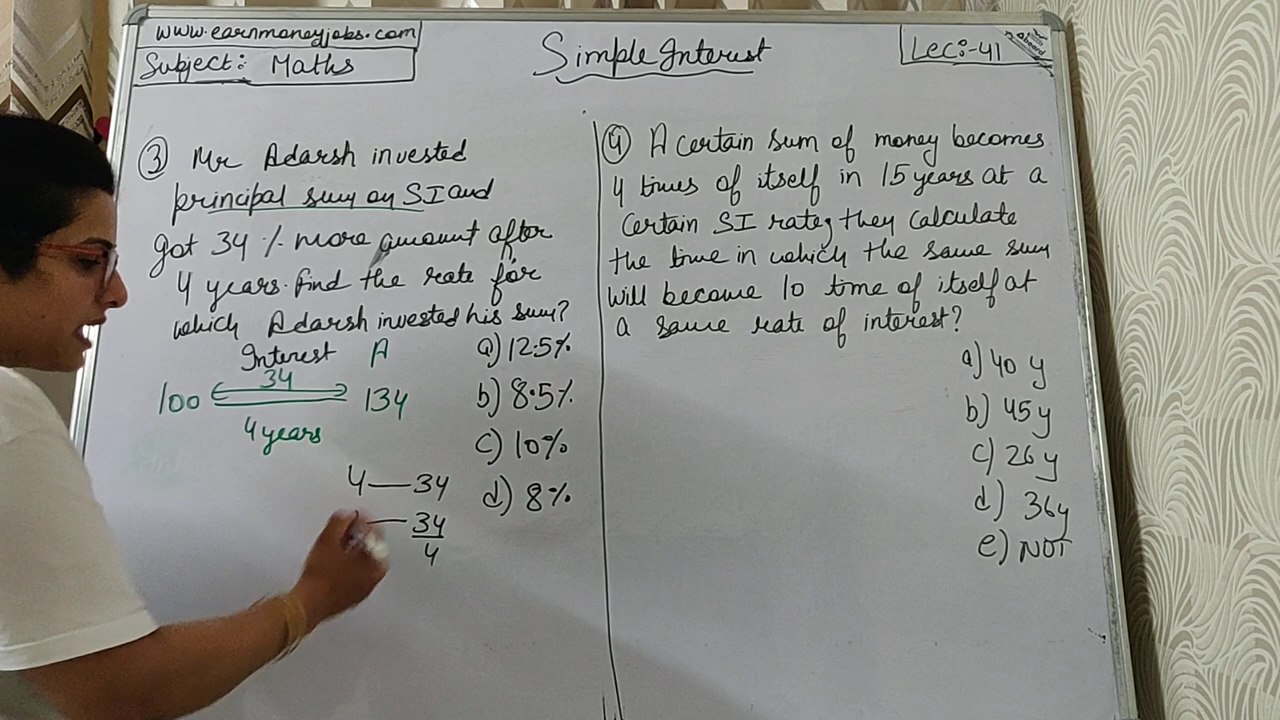 www.earnmoneyjobs.com
Subject: Maths
Simple Interest
Lec:-41
③ Mr Adarsh invested
principal sum on SI and
got 34 % more amount after
4 years. find the rate for
which Adarsh invested his sum?
Interest A
100 34 134
4 years
4—34
—34/4
a) 12.5%
b) 8.5%
c) 10%
d) 8%
④ A certain sum of money becomes
4 times of itself in 15 years at a
certain SI rate, they calculate
the time in which the same sum
will become 10 time of itself at
a same rate of interest?
a) 40 y
b) 45 y
c) 26 y
d) 36y
e) NOT